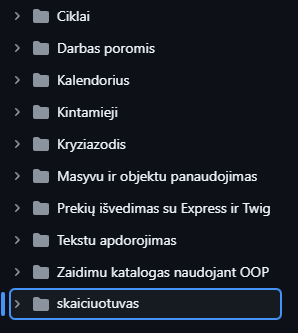 Ciklai
Darbas poromis
Kalendorius
Kintamieji
Kryziazodis
Masyvu ir objektu panaudojimas
Prekių išvedimas su Express ir Twig
Tekstu apdorojimas
Zaidimu katalogas naudojant OOP
skaiciuotuvas